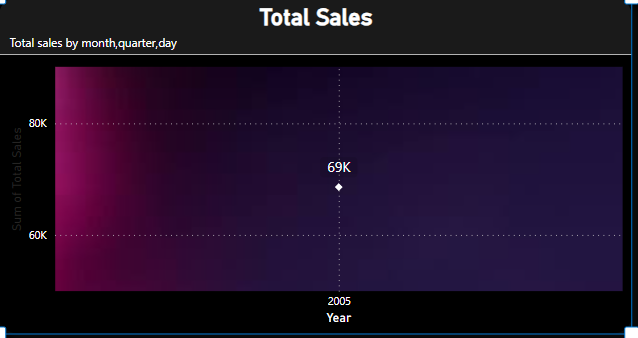 Total Sales
Total sales by month,quarter,day
80K
Sum of Total Sales
69K
60K
2005
Year